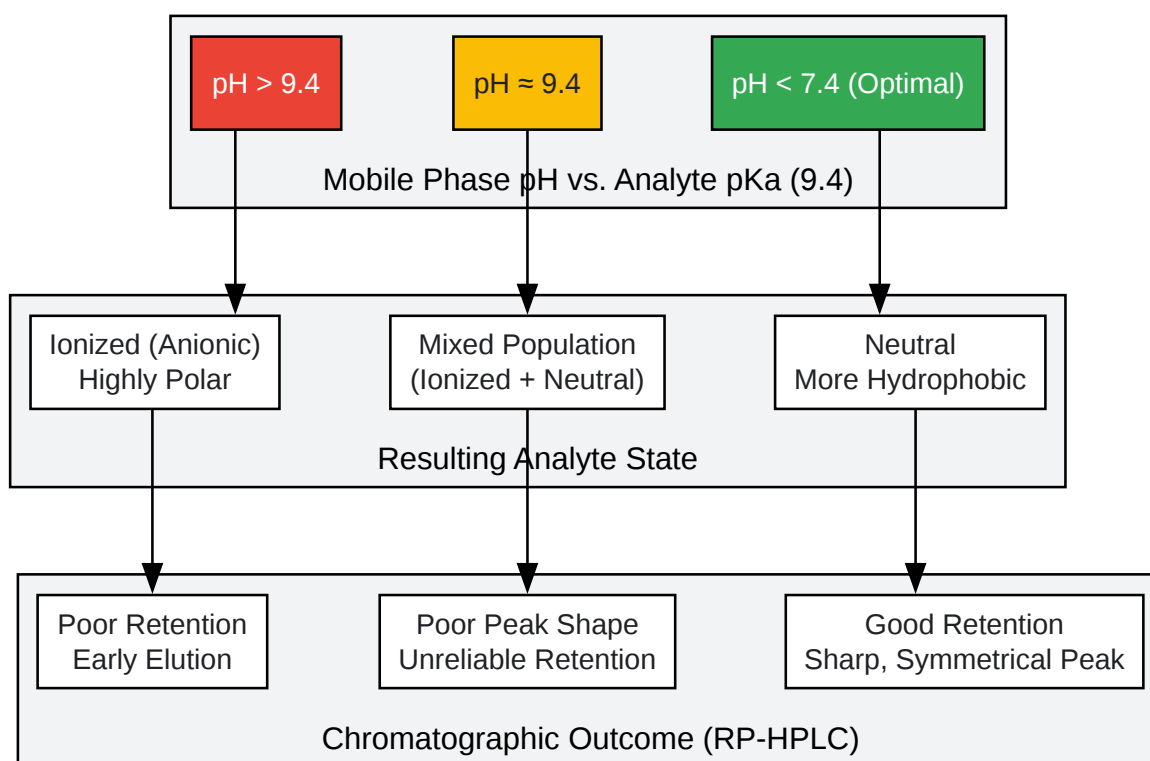 pH > 9.4
pH ≈ 9.4
pH < 7.4 (Optimal)
Mobile Phase pH vs. Analyte pKa (9.4)
Ionized (Anionic)
Highly Polar
Mixed Population
(Ionized + Neutral)
Neutral
More Hydrophobic
Resulting Analyte State
Poor Retention
Early Elution
Poor Peak Shape
Unreliable Retention
Good Retention
Sharp, Symmetrical Peak
Chromatographic Outcome (RP-HPLC)